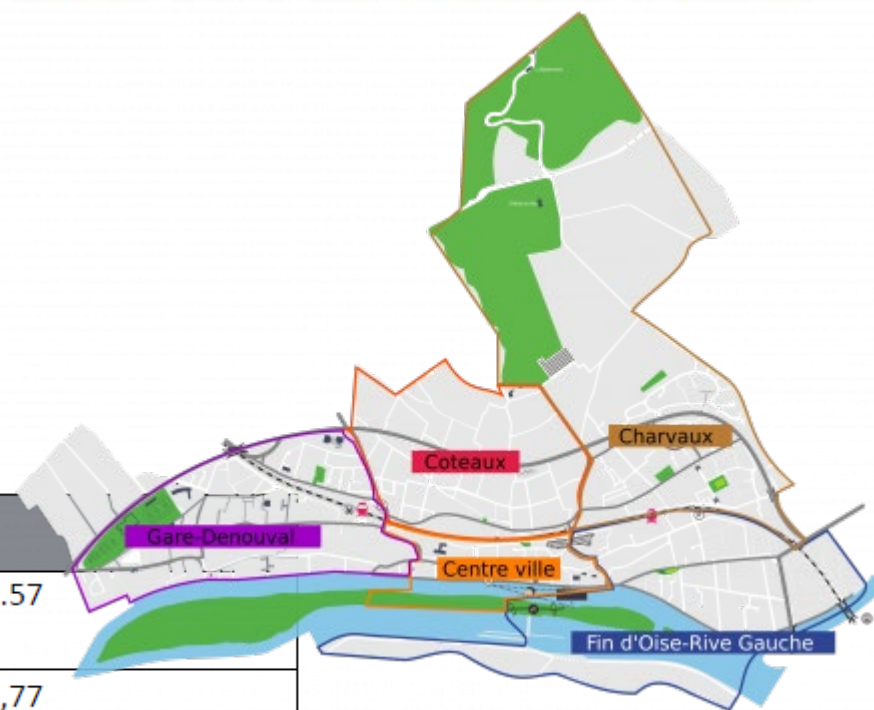 Charvaux
Coteaux
Gare-Denouval
Centre ville
.57
Fin d'Oise-Rive Gauche
,77